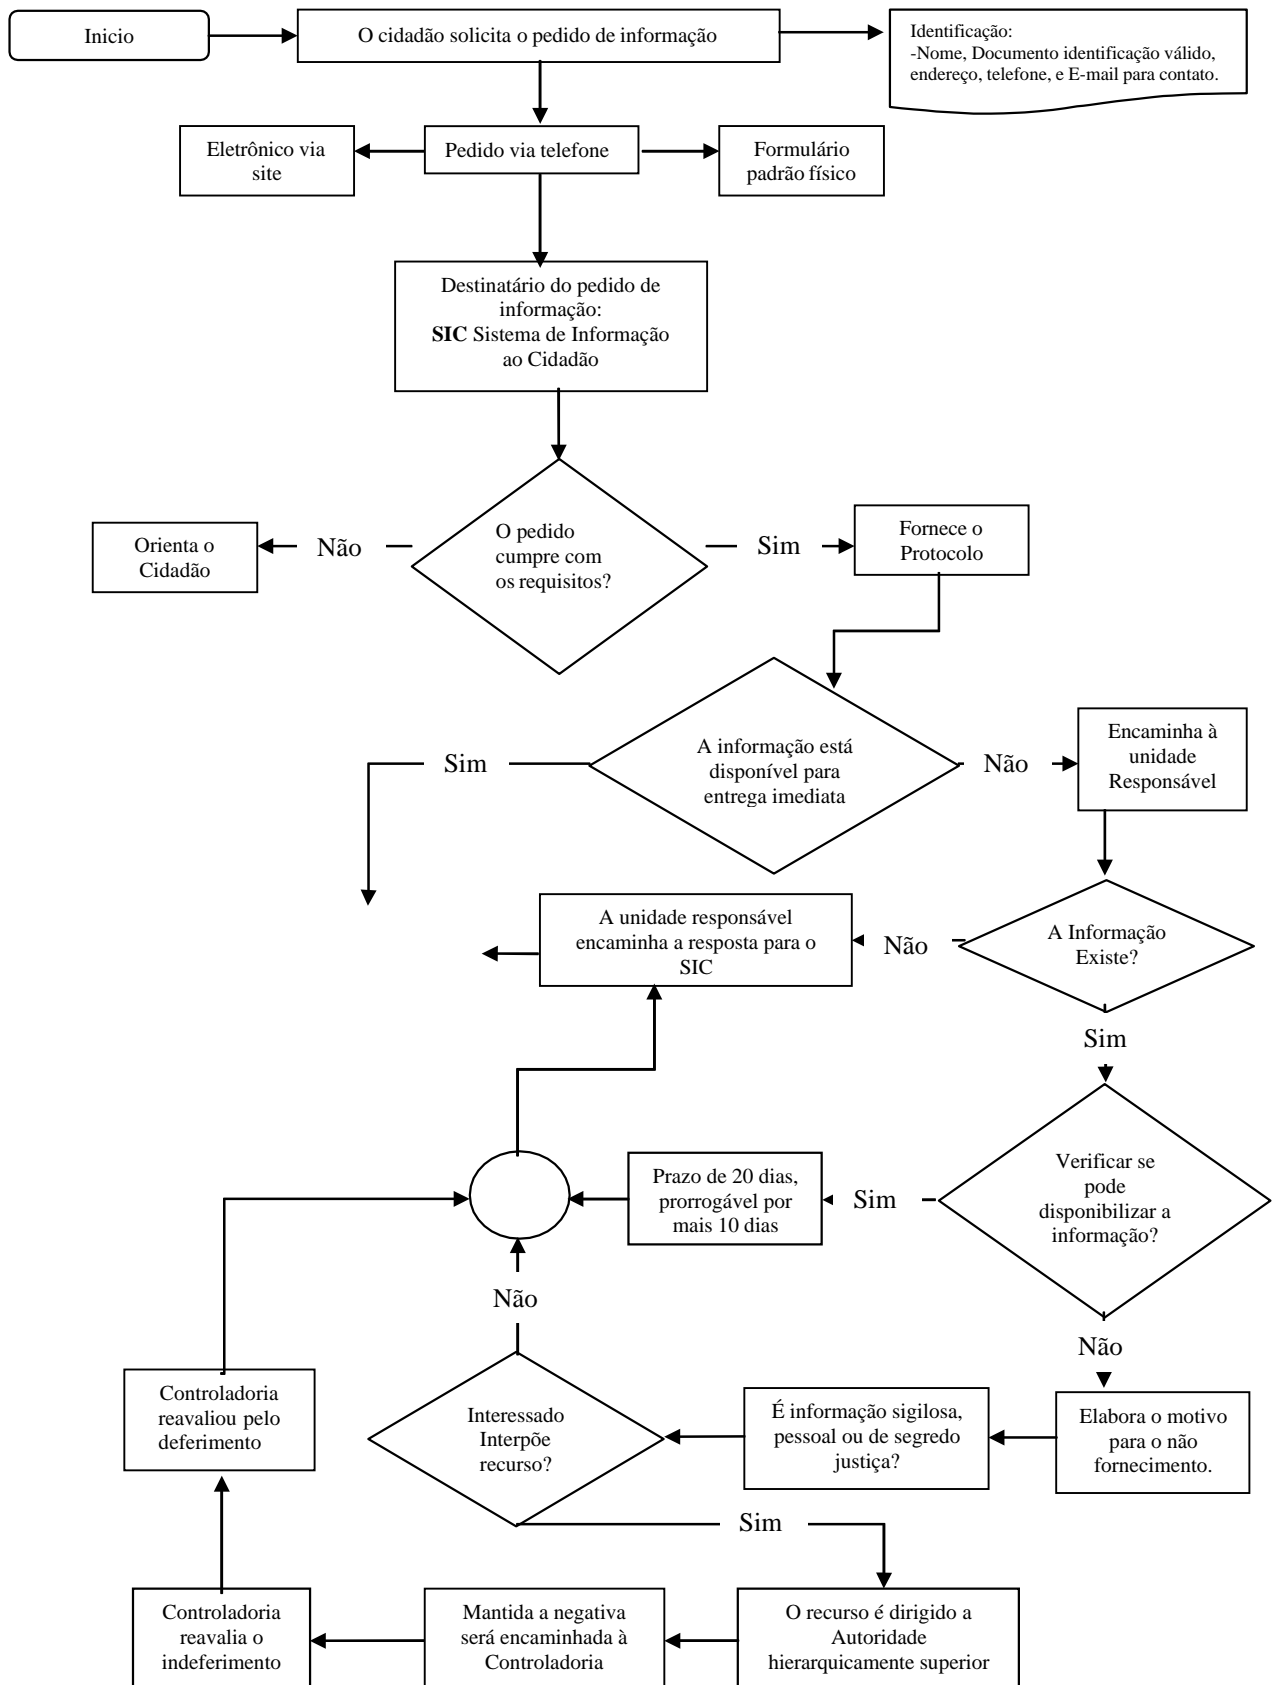 Inicio
O cidadão solicita o pedido de informação
Identificação:
-Nome, Documento identificação válido,
endereço, telefone, e E-mail para contato.
Eletrônico via
site
Pedido via telefone
Formulário
padrão físico
Destinatário do pedido de
informação:
SIC Sistema de Informação
ao Cidadão
O pedido
cumpre com
os requisitos?
Não
Orienta o
Cidadão
Sim
Fornece o
Protocolo
A informação está
disponível para
entrega imediata
Sim
Não
Encaminha à
unidade
Responsável
A Informação
Existe?
Não
A unidade responsável
encaminha a resposta para o
SIC
Sim
Verificar se
pode
disponibilizar a
informação?
Sim
Prazo de 20 dias,
prorrogável por
mais 10 dias
Não
Elabora o motivo
para o não
fornecimento.
É informação sigilosa,
pessoal ou de segredo
justiça?
Interessado
Interpõe
recurso?
Não
Sim
O recurso é dirigido a
Autoridade
hierarquicamente superior
Mantida a negativa
será encaminhada à
Controladoria
Controladoria
reavalia o
indeferimento
Controladoria
reavaliou pelo
deferimento